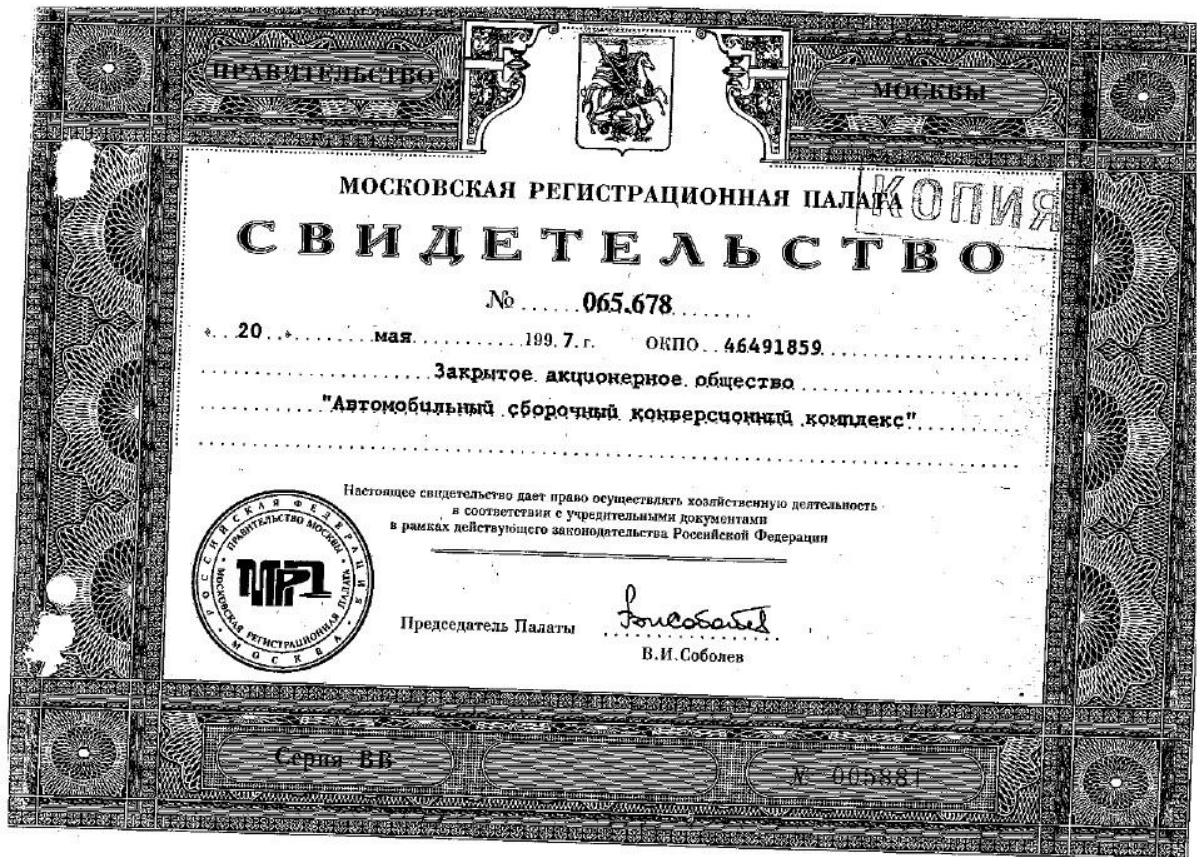 ПРАВИТЕЛЬСТВО МОСКВЫ
МОСКОВСКАЯ РЕГИСТРАЦИОННАЯ ПАЛАТА
КОПИЯ
СВИДЕТЕЛЬСТВО
№ 065.678
« 20 » мая 1997 г. ОКПО 46491859
Закрытое акционерное общество
"Автомобильный сборочный конверсионный комплекс"
Настоящее свидетельство дает право осуществлять хозяйственную деятельность
в соответствии с учредительными документами
в рамках действующего законодательства Российской Федерации
РОССИЙСКАЯ ФЕДЕРАЦИЯ
МОСКВА
ПРАВИТЕЛЬСТВО МОСКВЫ
МОСКОВСКАЯ РЕГИСТРАЦИОННАЯ ПАЛАТА
МРП
Председатель Палаты
В.И.Соболев
Серия ВВ
№ 005881